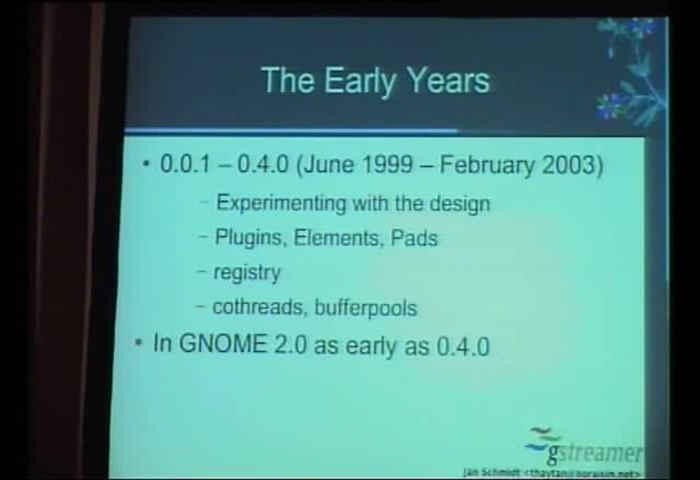 The Early Years
• 0.0.1 – 0.4.0 (June 1999 – February 2003)
– Experimenting with the design
– Plugins, Elements, Pads
– registry
– cothreads, bufferpools
• In GNOME 2.0 as early as 0.4.0
gstreamer
Jan Schmidt